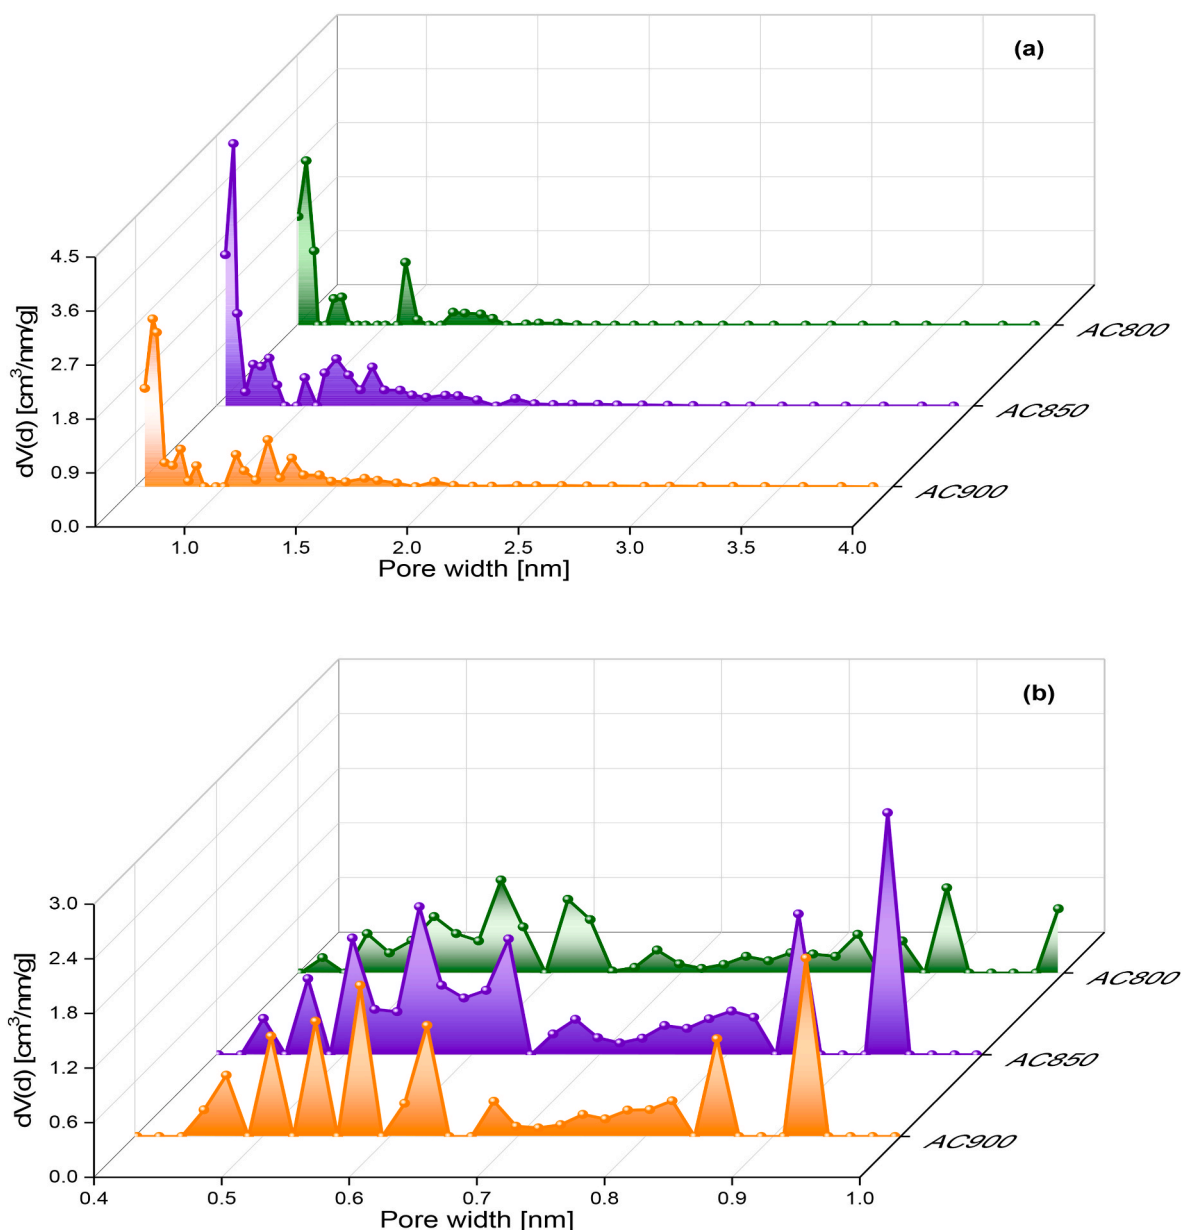 (a)
4.5
3.6
2.7
1.8
0.9
0.0
dV(d) [cm³/nm/g]
AC800
AC850
AC900
1.0 1.5 2.0 2.5 3.0 3.5 4.0
Pore width [nm]
(b)
3.0
2.4
1.8
1.2
0.6
0.0
dV(d) [cm³/nm/g]
AC800
AC850
AC900
0.4 0.5 0.6 0.7 0.8 0.9 1.0
Pore width [nm]